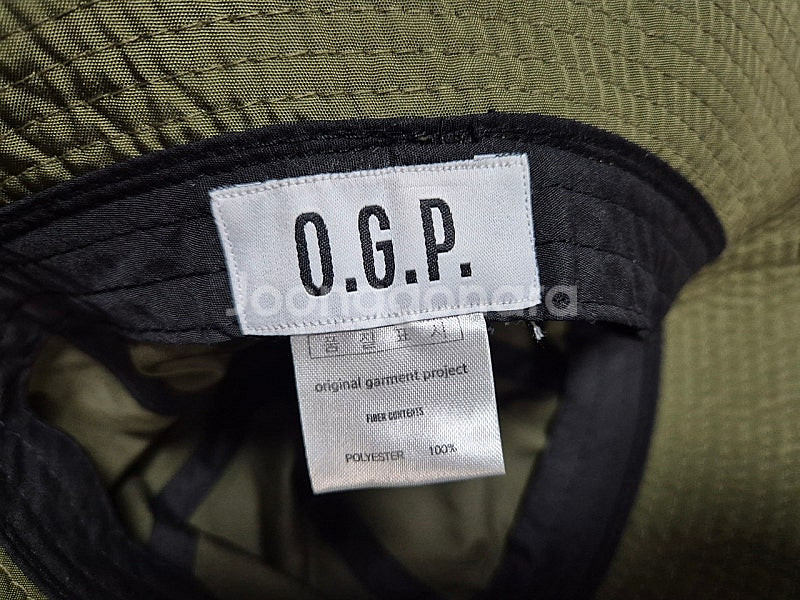 O.G.P.
Joonggonara
품 질 표 시
original garment project
FIBER CONTENTS
POLYESTER 100%